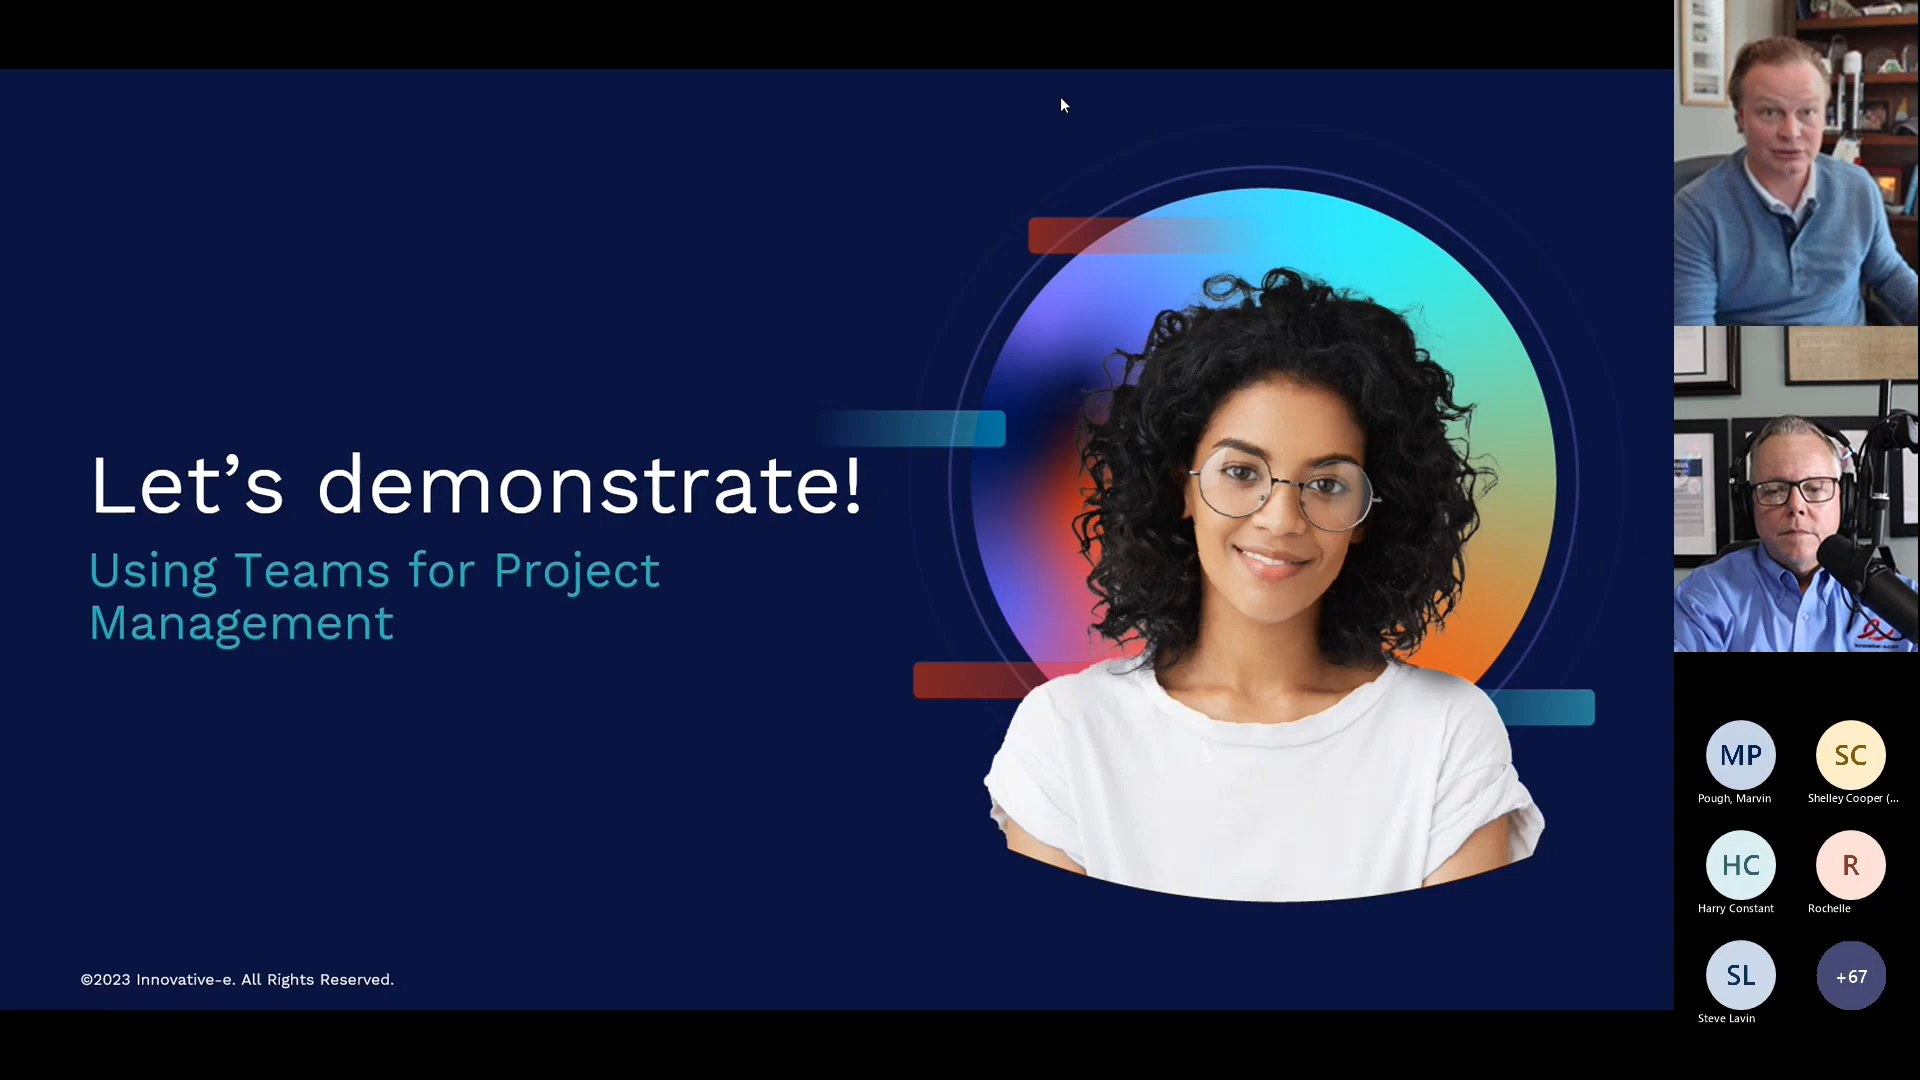 Let’s demonstrate!
Using Teams for Project
Management
©2023 Innovative-e. All Rights Reserved.
MP
SC
Pough, Marvin
Shelley Cooper (...
HC
R
Harry Constant
Rochelle
SL
+67
Steve Lavin